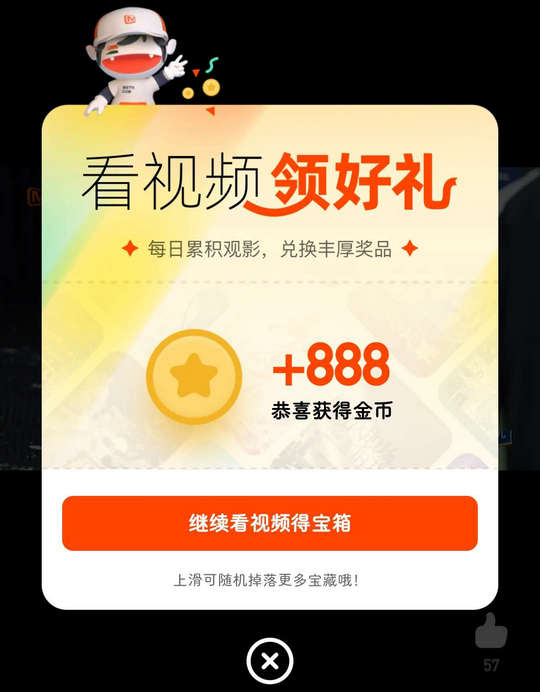 看视频领好礼
每日累积观影，兑换丰厚奖品
+888
恭喜获得金币
继续看视频得宝箱
上滑可随机掉落更多宝藏哦！
57